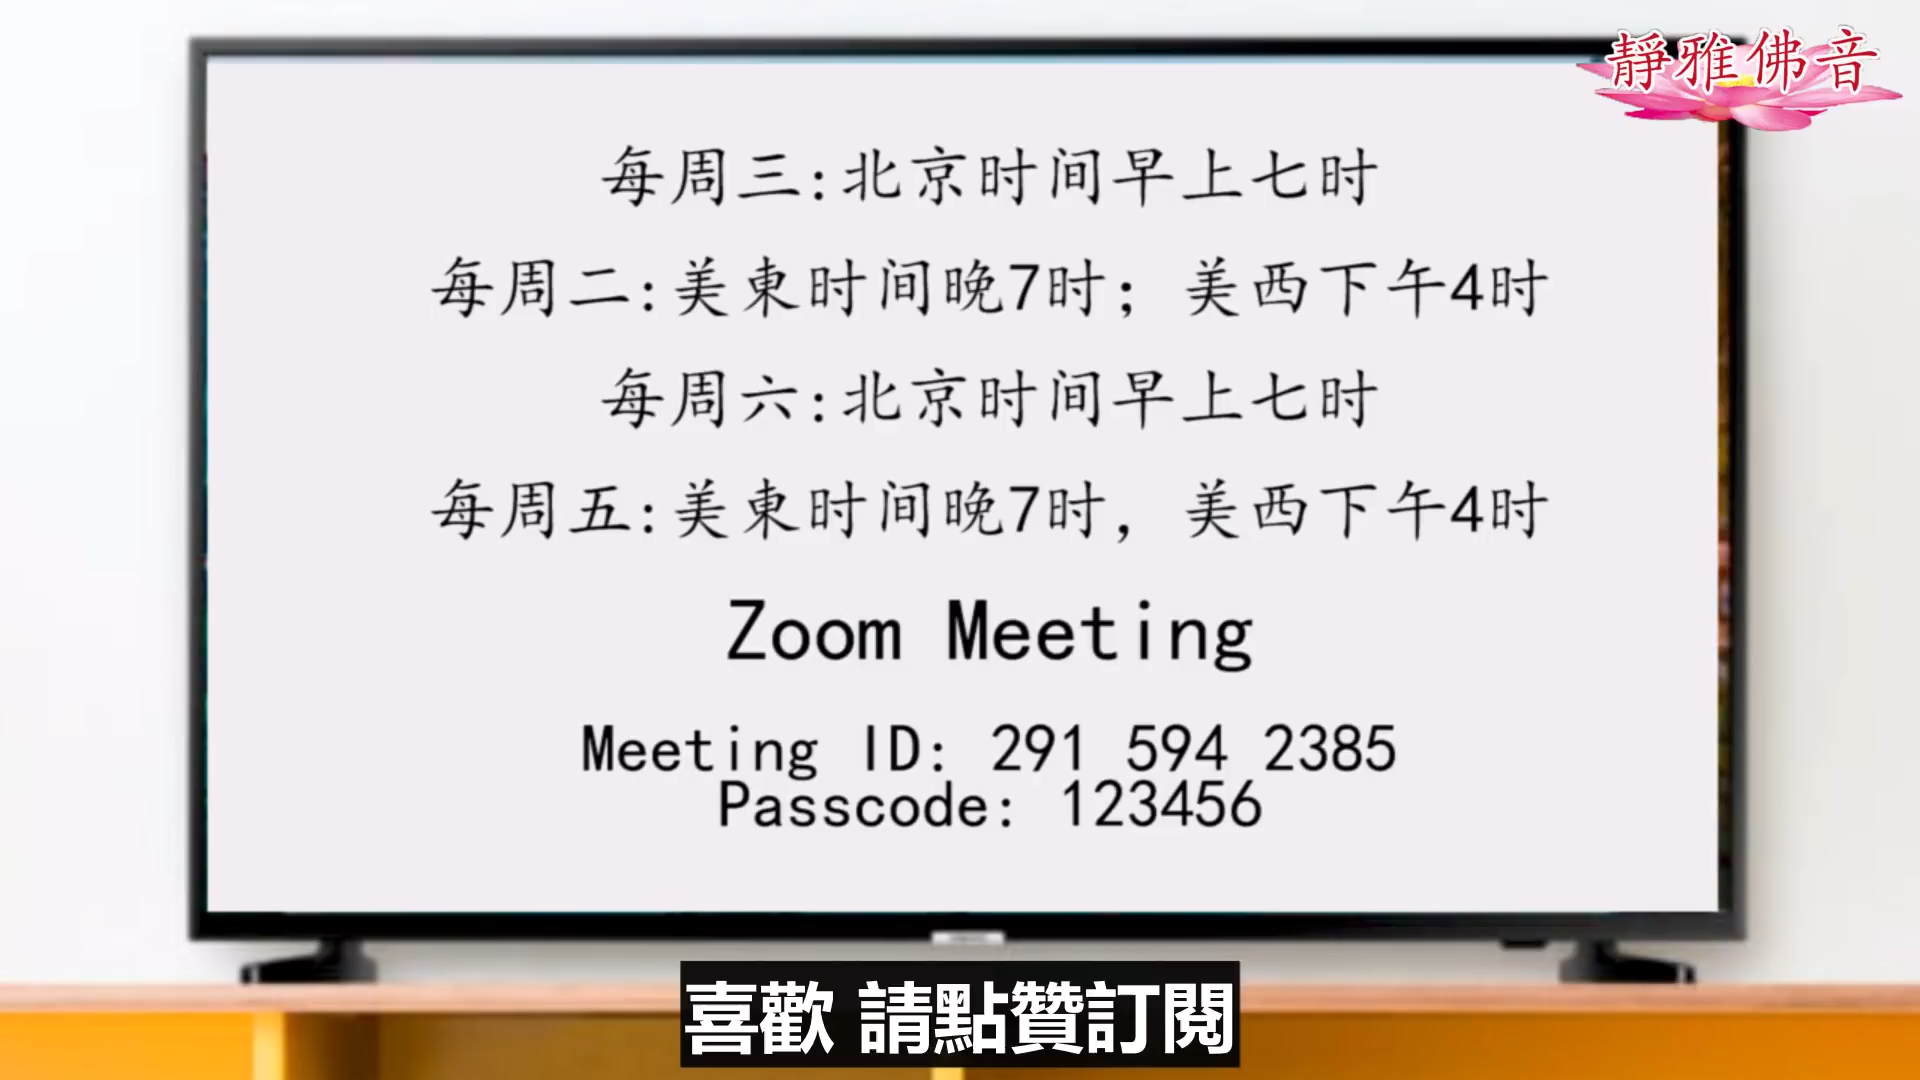 靜雅佛音
每周三:北京时间早上七时
每周二:美東时间晚7时；美西下午4时
每周六:北京时间早上七时
每周五:美東时间晚7时，美西下午4时
Zoom Meeting
Meeting ID: 291 594 2385
Passcode: 123456
喜歡 請點贊訂閱